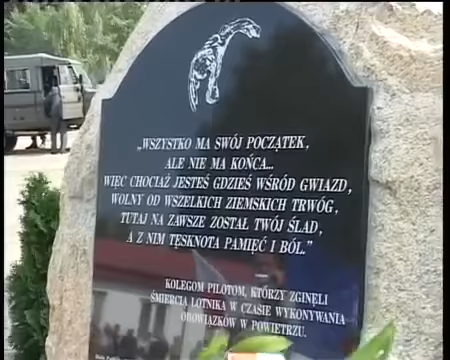 „WSZYSTKO MA SWÓJ POCZĄTEK,
ALE NIE MA KOŃCA...
WIĘC CHOCIAŻ JESTEŚ GDZIEŚ WŚRÓD GWIAZD,
WOLNY OD WSZELKICH ZIEMSKICH TRWÓG,
TUTAJ NA ZAWSZE ZOSTAŁ TWÓJ ŚLAD,
A Z NIM TĘSKNOTA PAMIĘĆ I BÓL.”
KOLEGOM PILOTOM, KTÓRZY ZGINĘLI
ŚMIERCIĄ LOTNIKA W CZASIE WYKONYWANIA
OBOWIĄZKÓW W POWIETRZU.